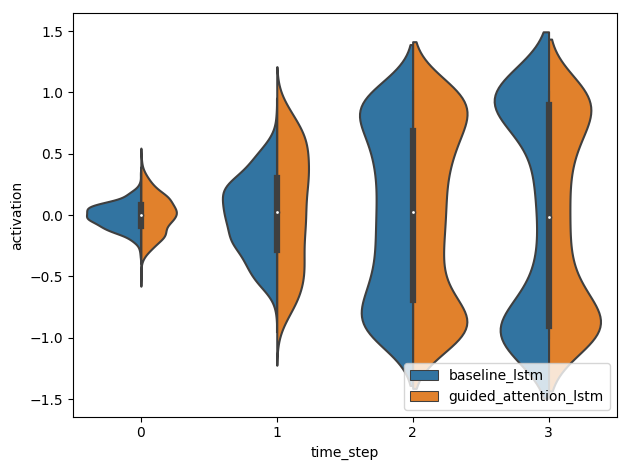 1.5
1.0
0.5
0.0
−0.5
−1.0
−1.5
activation
baseline_lstm
guided_attention_lstm
0 1 2 3
time_step